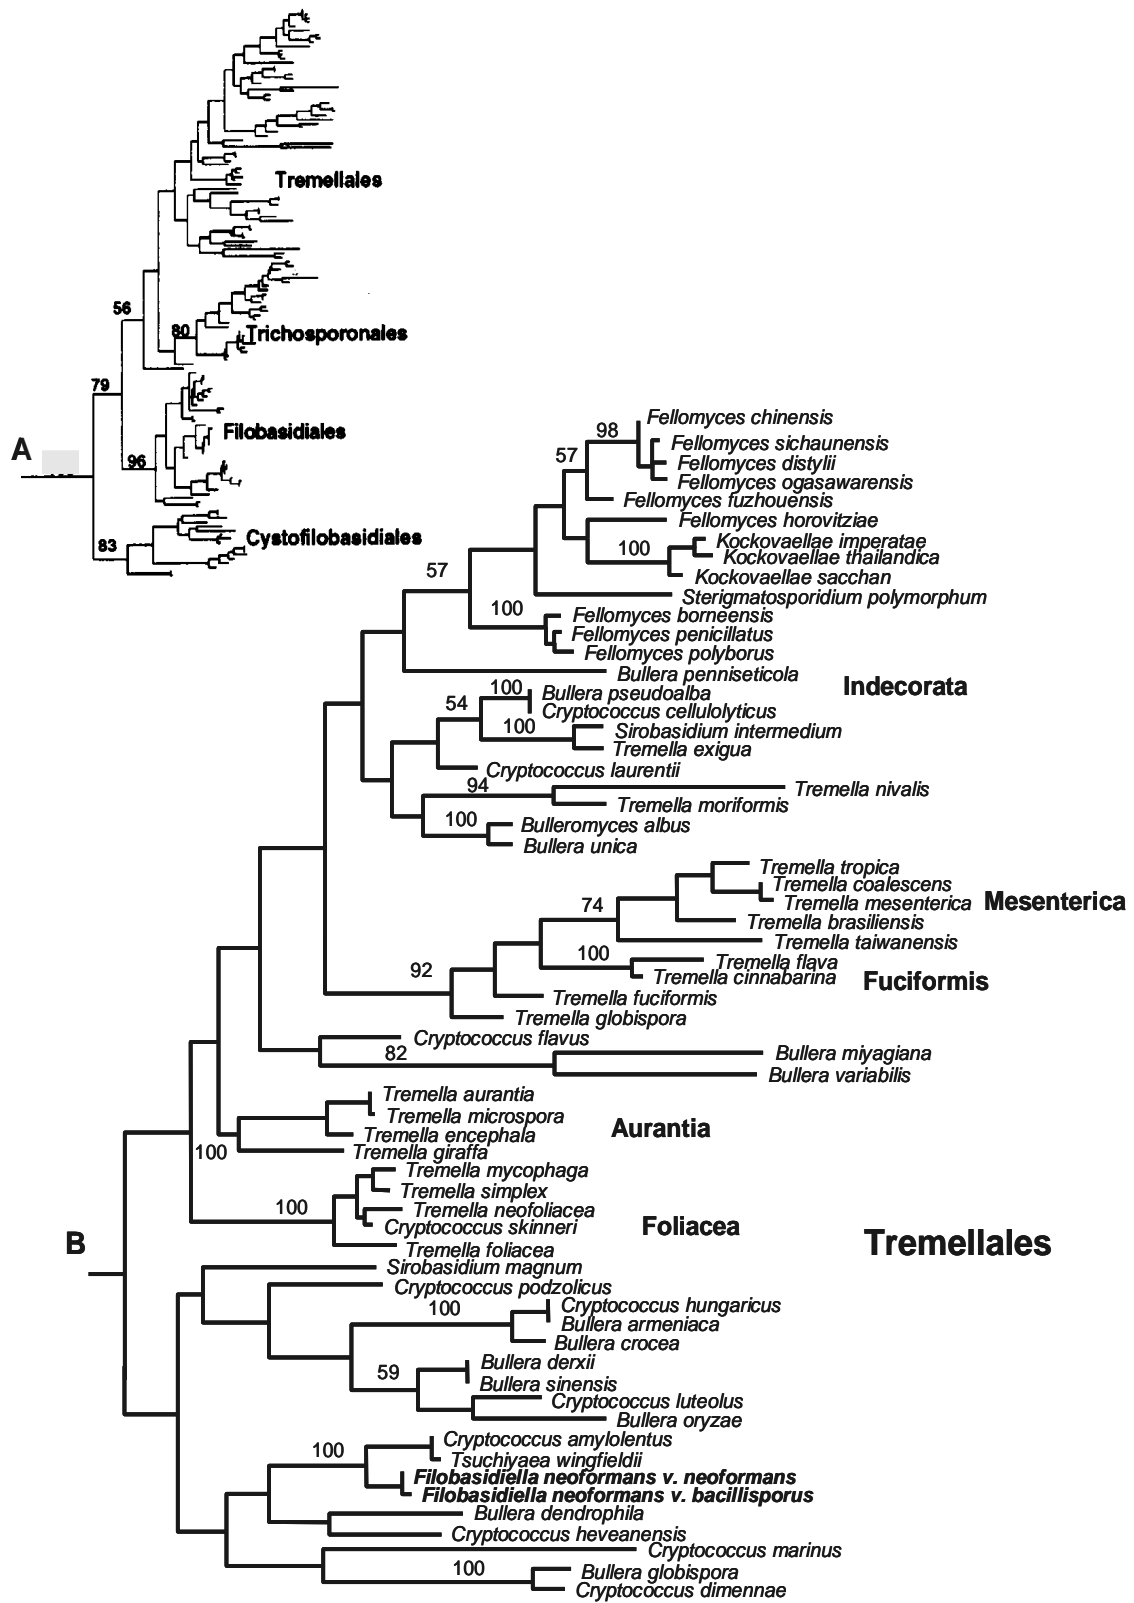 Tremellales
56
80
Trichosporonales
79
Filobasidiales
A
96
Cystofilobasidiales
83
Fellomyces chinensis
98
Fellomyces sichaunensis
57
Fellomyces distylii
Fellomyces ogasawarensis
Fellomyces fuzhouensis
Fellomyces horovitziae
Kockovaellae imperatae
100
Kockovaellae thailandica
57
Kockovaellae sacchan
Sterigmatosporidium polymorphum
100
Fellomyces borneensis
Fellomyces penicillatus
Fellomyces polyborus
Bullera penniseticola
Indecorata
100
Bullera pseudoalba
54
Cryptococcus cellulolyticus
100
Sirobasidium intermedium
Tremella exigua
Cryptococcus laurentii
94
Tremella nivalis
Tremella moriformis
100
Bulleromyces albus
Bullera unica
Tremella tropica
Tremella coalescens
Tremella mesenterica
Mesenterica
74
Tremella brasiliensis
Tremella taiwanensis
100
Tremella flava
92
Tremella cinnabarina
Fuciformis
Tremella fuciformis
Tremella globispora
Cryptococcus flavus
82
Bullera miyagiana
Bullera variabilis
Tremella aurantia
Tremella microspora
Aurantia
Tremella encephala
100
Tremella giraffa
Tremella mycophaga
Tremella simplex
100
Tremella neofoliacea
Cryptococcus skinneri
Foliacea
B
Tremella foliacea
Tremellales
Sirobasidium magnum
Cryptococcus podzolicus
100
Cryptococcus hungaricus
Bullera armeniaca
Bullera crocea
Bullera derxii
59
Bullera sinensis
Cryptococcus luteolus
Bullera oryzae
Cryptococcus amylolentus
100
Tsuchiyaea wingfieldii
Filobasidiella neoformans v. neoformans
Filobasidiella neoformans v. bacillisporus
Bullera dendrophila
Cryptococcus heveanensis
Cryptococcus marinus
100
Bullera globispora
Cryptococcus dimennae